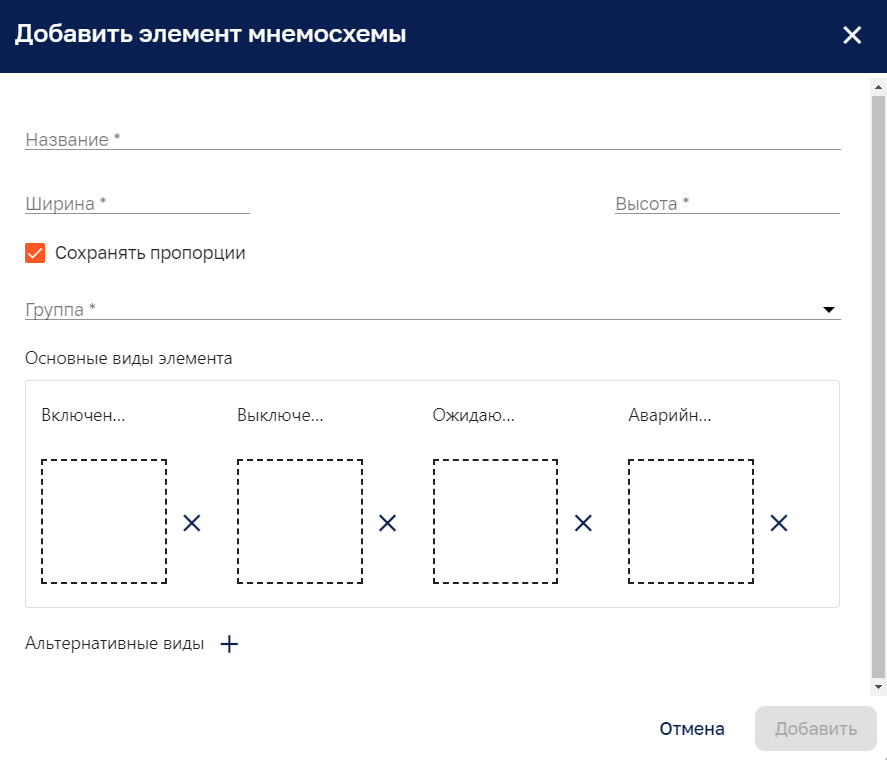 Добавить элемент мнемосхемы
Название *
Ширина * Высота *
Сохранять пропорции
Группа *
Основные виды элемента
Включен... Выключе... Ожидаю... Аварийн...
Альтернативные виды
Отмена Добавить